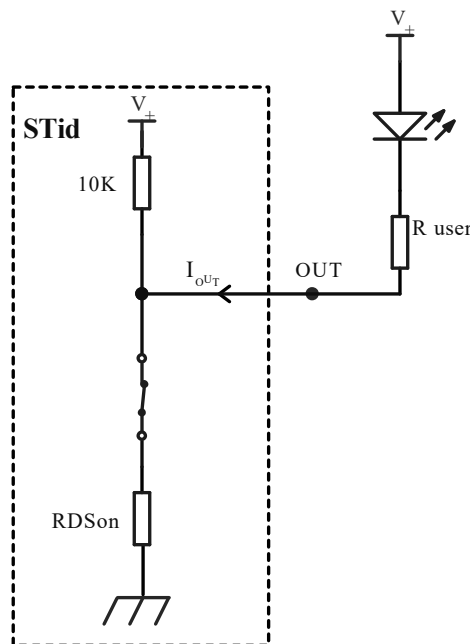 V+
V+
STid
10K
R user
IOUT
OUT
RDSon